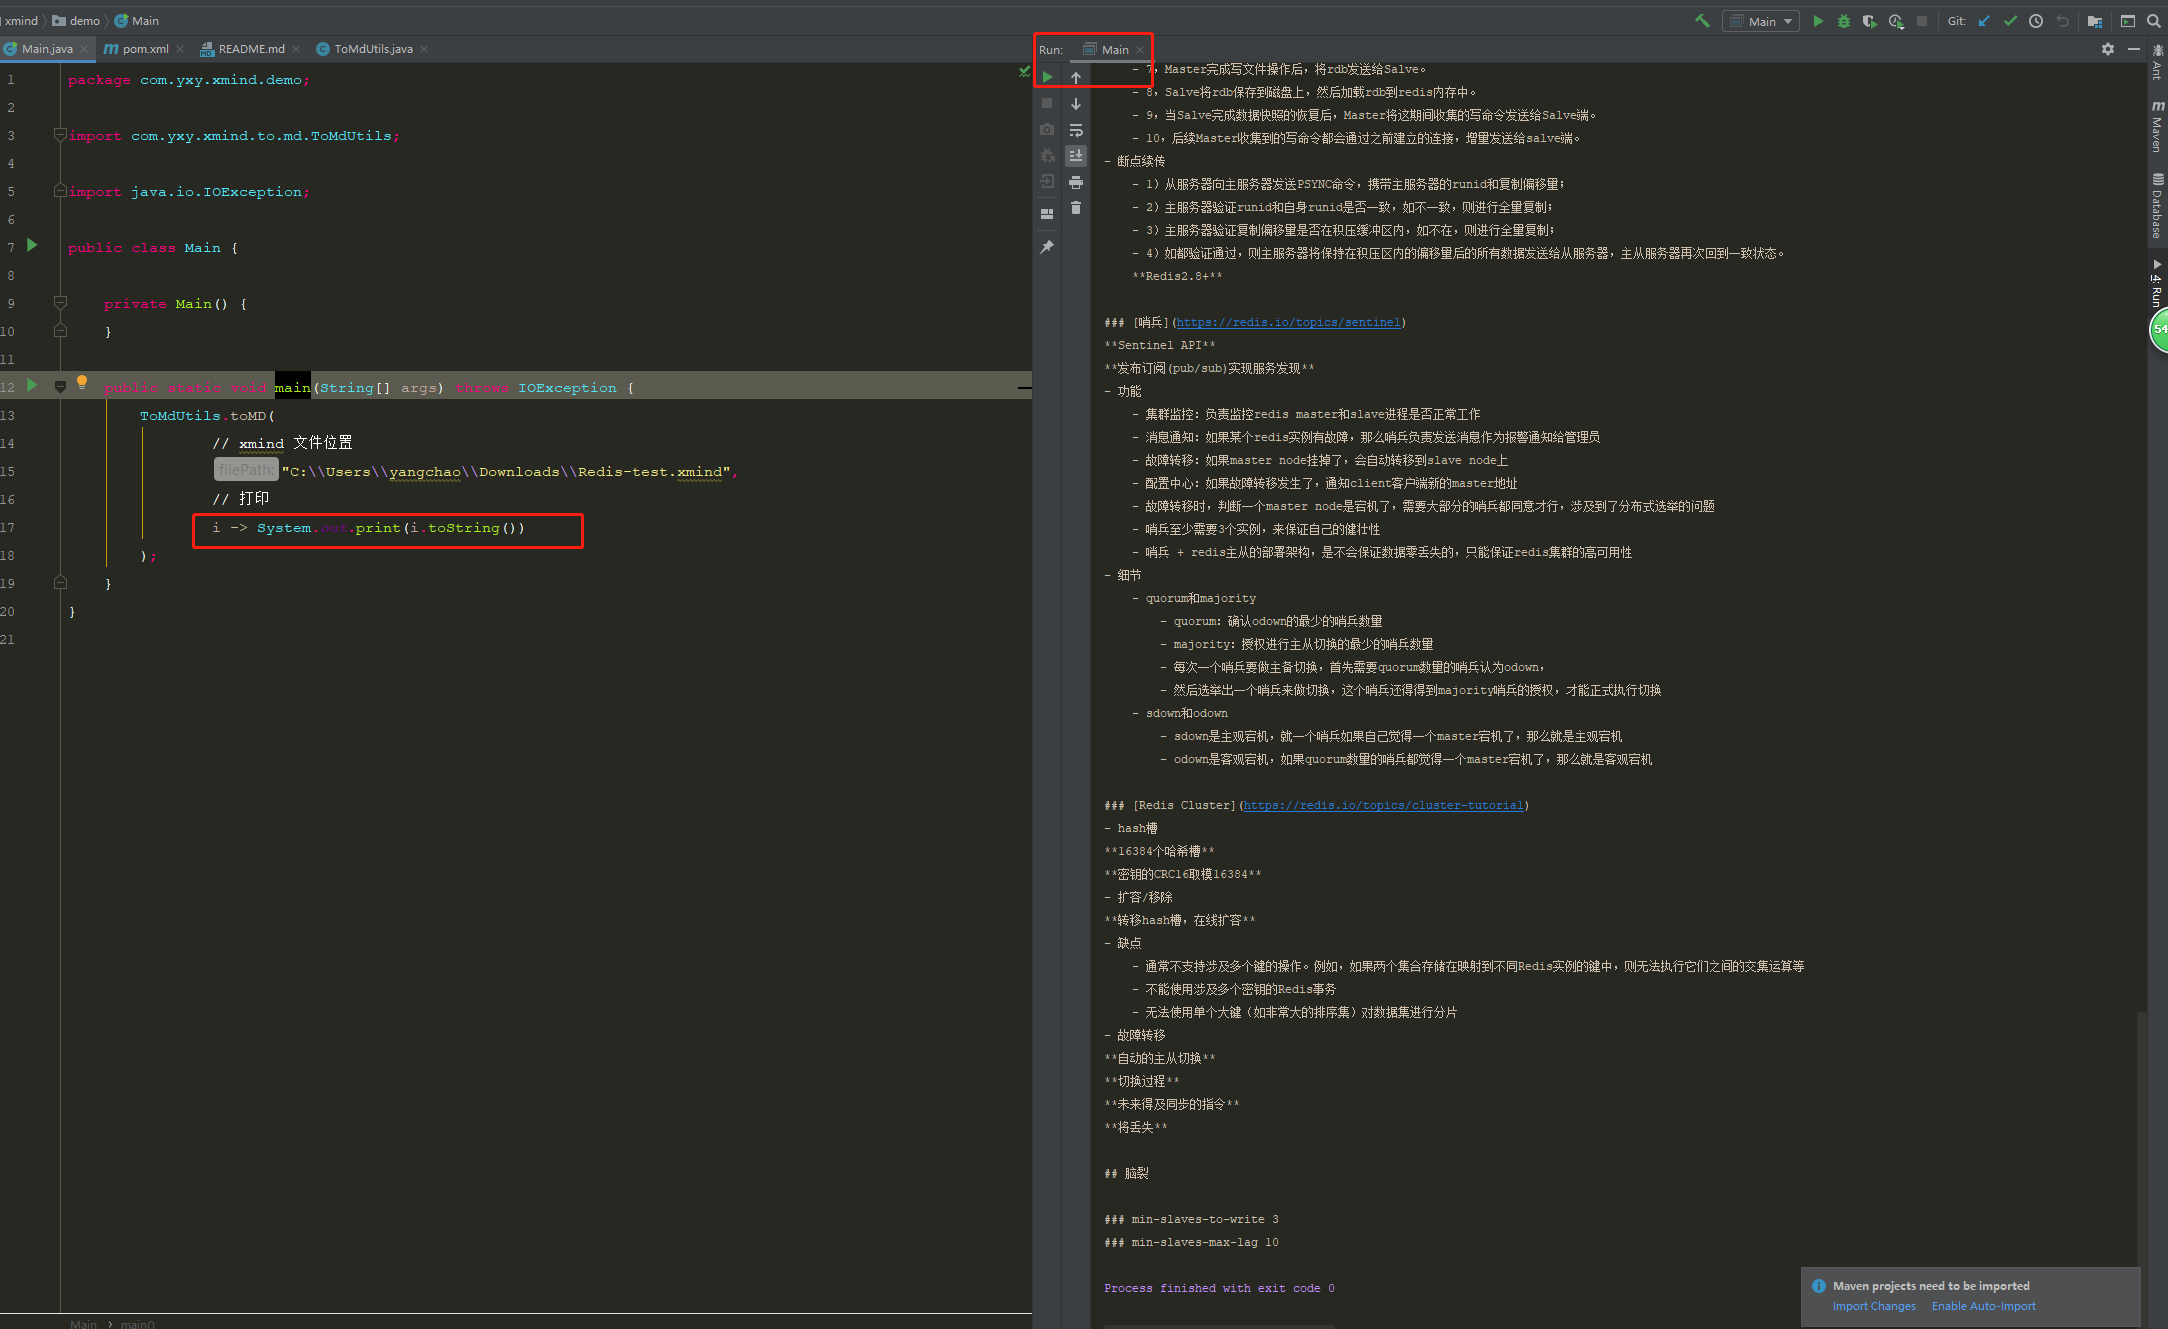 xmind demo Main
Main Git:
Main.java pom.xml README.md ToMdUtils.java
Run: Main
1 package com.yxy.xmind.demo;
2
3 import com.yxy.xmind.to.md.ToMdUtils;
4
5 import java.io.IOException;
6
7 public class Main {
8
9 private Main() {
10 }
11
12 public static void main(String[] args) throws IOException {
13 ToMdUtils.toMD(
14 // xmind 文件位置
15 filePath: "C:\\Users\\yangchao\\Downloads\\Redis-test.xmind",
16 // 打印
17 i -> System.out.print(i.toString())
18 );
19 }
20 }
21
Main › main()
- 7，Master完成写文件操作后，将rdb发送给Salve。
- 8，Salve将rdb保存到磁盘上，然后加载rdb到redis内存中。
- 9，当Salve完成数据快照的恢复后，Master将这期间收集的写命令发送给Salve端。
- 10，后续Master收集到的写命令都会通过之前建立的连接，增量发送给salve端。
- 断点续传
- 1）从服务器向主服务器发送PSYNC命令，携带主服务器的runid和复制偏移量；
- 2）主服务器验证runid和自身runid是否一致，如不一致，则进行全量复制；
- 3）主服务器验证复制偏移量是否在积压缓冲区内，如不在，则进行全量复制；
- 4）如都验证通过，则主服务器将保持在积压区内的偏移量后的所有数据发送给从服务器，主从服务器再次回到一致状态。
**Redis2.8+**
### [哨兵](https://redis.io/topics/sentinel)
**Sentinel API**
**发布订阅(pub/sub)实现服务发现**
- 功能
- 集群监控：负责监控redis master和slave进程是否正常工作
- 消息通知：如果某个redis实例有故障，那么哨兵负责发送消息作为报警通知给管理员
- 故障转移：如果master node挂掉了，会自动转移到slave node上
- 配置中心：如果故障转移发生了，通知client客户端新的master地址
- 故障转移时，判断一个master node是宕机了，需要大部分的哨兵都同意才行，涉及到了分布式选举的问题
- 哨兵至少需要3个实例，来保证自己的健壮性
- 哨兵 + redis主从的部署架构，是不会保证数据零丢失的，只能保证redis集群的高可用性
- 细节
- quorum和majority
- quorum：确认odown的最少的哨兵数量
- majority：授权进行主从切换的最少的哨兵数量
- 每次一个哨兵要做主备切换，首先需要quorum数量的哨兵认为odown，
- 然后选举出一个哨兵来做切换，这个哨兵还得得到majority哨兵的授权，才能正式执行切换
- sdown和odown
- sdown是主观宕机，就一个哨兵如果自己觉得一个master宕机了，那么就是主观宕机
- odown是客观宕机，如果quorum数量的哨兵都觉得一个master宕机了，那么就是客观宕机
### [Redis Cluster](https://redis.io/topics/cluster-tutorial)
- hash槽
**16384个哈希槽**
**密钥的CRC16取模16384**
- 扩容/移除
**转移hash槽，在线扩容**
- 缺点
- 通常不支持涉及多个键的操作。例如，如果两个集合存储在映射到不同Redis实例的键中，则无法执行它们之间的交集运算等
- 不能使用涉及多个密钥的Redis事务
- 无法使用单个大键（如非常大的排序集）对数据集进行分片
- 故障转移
**自动的主从切换**
**切换过程**
**未来得及同步的指令**
**将丢失**
## 脑裂
### min-slaves-to-write 3
### min-slaves-max-lag 10
Process finished with exit code 0
Maven projects need to be imported
Import Changes Enable Auto-Import
Ant
Maven
Database
4: Run
54